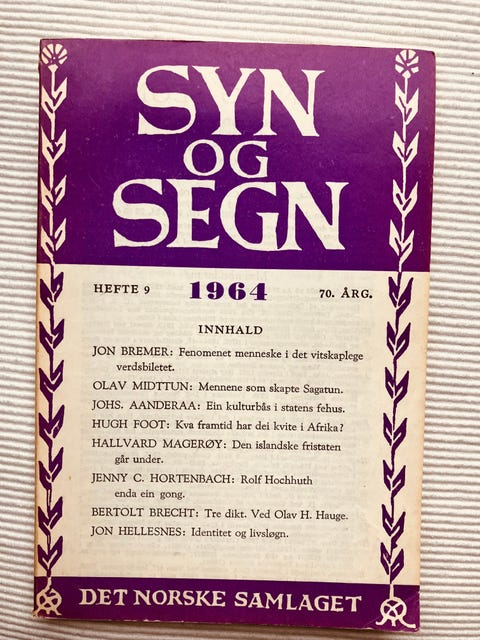 SYN
OG
SEGN
HEFTE 9 1964 70. ÅRG.
INNHALD
JON BREMER: Fenomenet menneske i det vitskaplege
verdsbiletet.
OLAV MIDTTUN: Mennene som skapte Sagatun.
JOHS. AANDERAA: Ein kulturbås i statens fehus.
HUGH FOOT: Kva framtid har dei kvite i Afrika?
HALLVARD MAGERØY: Den islandske fristaten
går under.
JENNY C. HORTENBACH: Rolf Hochhuth
enda ein gong.
BERTOLT BRECHT: Tre dikt. Ved Olav H. Hauge.
JON HELLESNES: Identitet og livsløgn.
DET NORSKE SAMLAGET